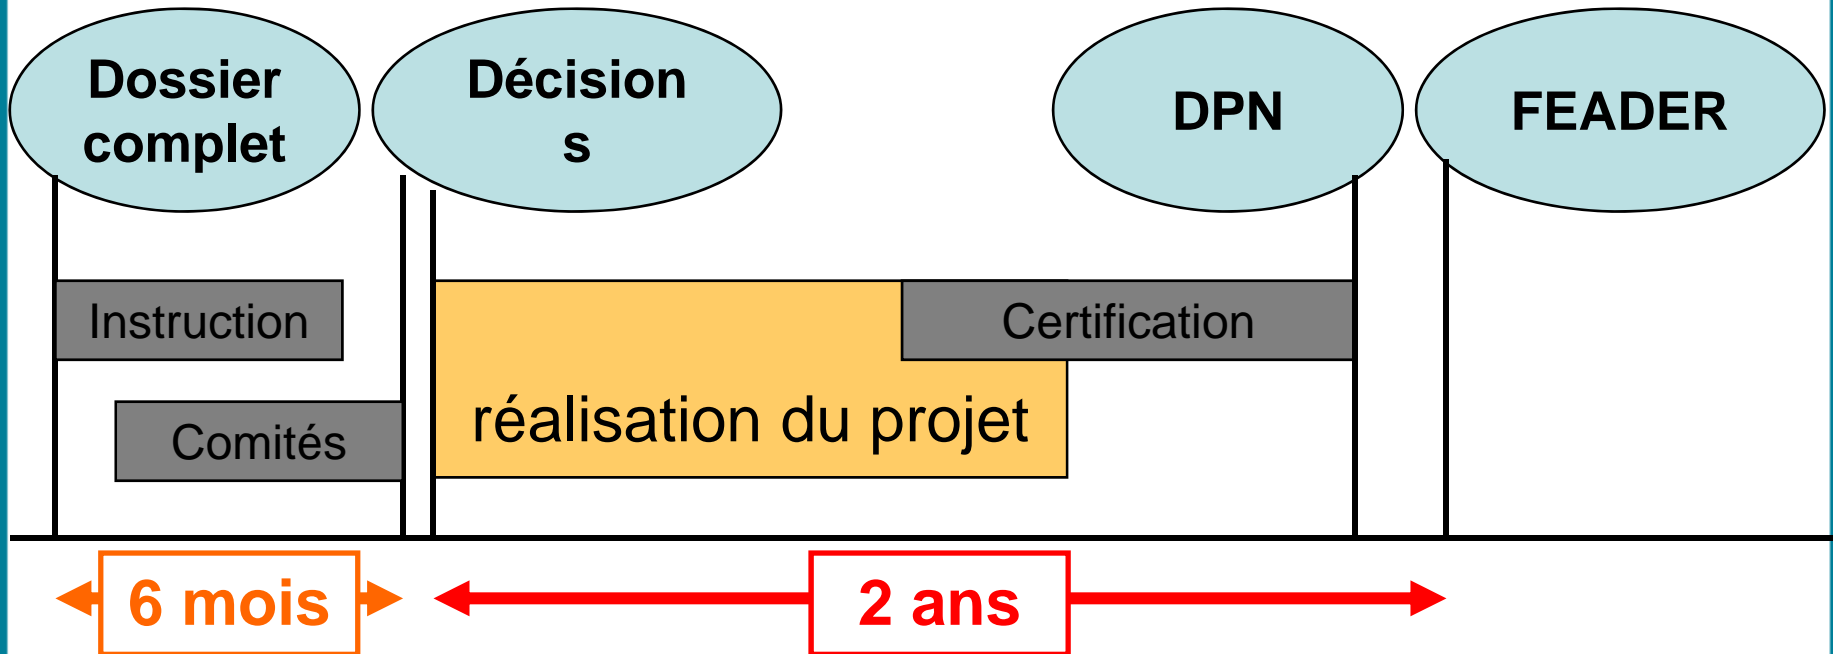 Dossier
complet
Décision
s
DPN
FEADER
Instruction
Certification
Comités
réalisation du projet
6 mois
2 ans